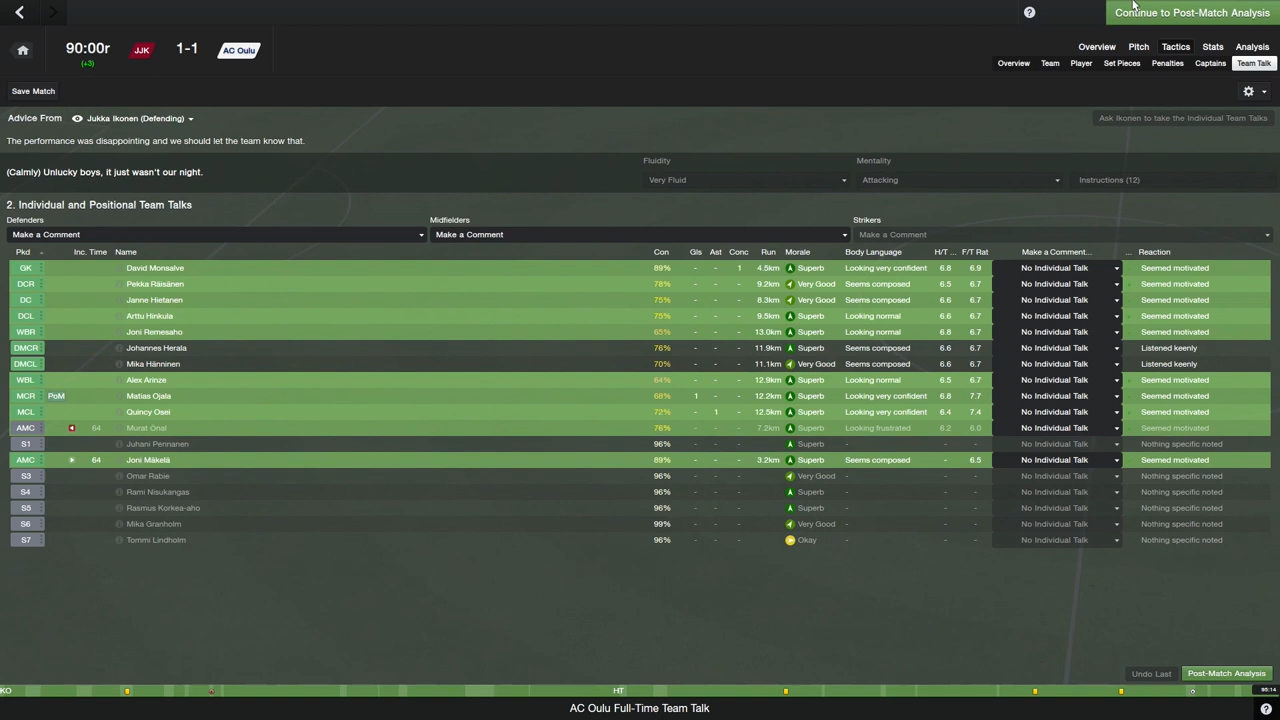 Continue to Post-Match Analysis
90:00r
(+3)
JJK
1-1
AC Oulu
Overview Pitch Tactics Stats Analysis
Overview Team Player Set Pieces Penalties Captains Team Talk
Save Match
Advice From Jukka Ikonen (Defending)
Ask Ikonen to take the Individual Team Talks
The performance was disappointing and we should let the team know that.
Fluidity Mentality
(Calmly) Unlucky boys, it just wasn't our night.
Very Fluid Attacking Instructions (12)
2. Individual and Positional Team Talks
Defenders Midfielders Strikers
Make a Comment Make a Comment Make a Comment
Pkd Inc. Time Name Con Gls Ast Conc Run Morale Body Language H/T ... F/T Rat Make a Comment... ... Reaction
GK David Monsalve 89% - - 1 4.5km Superb Looking very confident 6.8 6.9 No Individual Talk Seemed motivated
DCR Pekka Räisänen 78% - - - 9.2km Very Good Seems composed 6.5 6.7 No Individual Talk Seemed motivated
DC Janne Hietanen 75% - - - 8.3km Very Good Seems composed 6.6 6.7 No Individual Talk Seemed motivated
DCL Arttu Hinkula 75% - - - 9.5km Superb Looking normal 6.6 6.7 No Individual Talk Seemed motivated
WBR Joni Remesaho 65% - - - 13.0km Superb Looking normal 6.8 6.7 No Individual Talk Seemed motivated
DMCR Johannes Herala 76% - - - 11.9km Superb Seems composed 6.6 6.7 No Individual Talk Listened keenly
DMCL Mika Hänninen 70% - - - 11.1km Very Good Seems composed 6.6 6.7 No Individual Talk Listened keenly
WBL Alex Arinze 64% - - - 12.9km Superb Looking normal 6.5 6.7 No Individual Talk Seemed motivated
MCR PoM Matias Ojala 68% 1 - - 12.2km Superb Looking very confident 6.8 7.7 No Individual Talk Seemed motivated
MCL Quincy Osei 72% - 1 - 12.5km Superb Looking very confident 6.4 7.4 No Individual Talk Seemed motivated
AMC 64 Murat Önal 76% - - - 7.2km Superb Looking frustrated 6.2 6.0 No Individual Talk Seemed motivated
S1 Juhani Pennanen 96% - - - - Superb - - - No Individual Talk Nothing specific noted
AMC 64 Joni Mäkelä 89% - - - 3.2km Superb Seems composed - 6.5 No Individual Talk Seemed motivated
S3 Omar Rabie 96% - - - - Very Good - - - No Individual Talk Nothing specific noted
S4 Rami Nisukangas 96% - - - - Superb - - - No Individual Talk Nothing specific noted
S5 Rasmus Korkea-aho 96% - - - - Superb - - - No Individual Talk Nothing specific noted
S6 Mika Granholm 99% - - - - Very Good - - - No Individual Talk Nothing specific noted
S7 Tommi Lindholm 96% - - - - Okay - - - No Individual Talk Nothing specific noted
Undo Last Post-Match Analysis
KO HT 95:14
AC Oulu Full-Time Team Talk